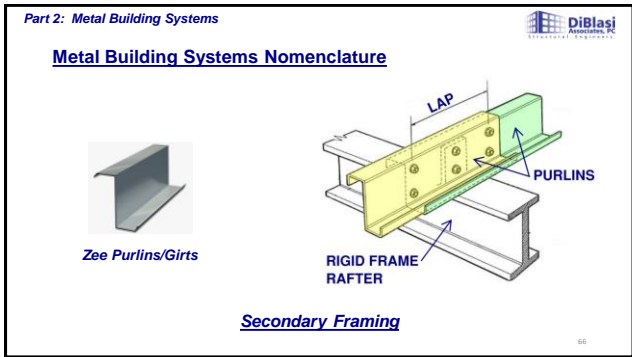 Part 2:  Metal Building Systems
DiBlasi
Associates, PC
Structural Engineers
Metal Building Systems Nomenclature
LAP
PURLINS
Zee Purlins/Girts
RIGID FRAME
RAFTER
Secondary Framing
66